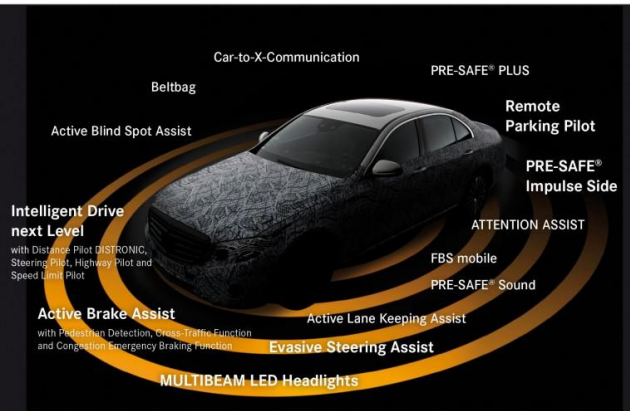 Car-to-X-Communication
PRE-SAFE® PLUS
Beltbag
Remote
Parking Pilot
Active Blind Spot Assist
PRE-SAFE®
Impulse Side
Intelligent Drive
next Level
with Distance Pilot DISTRONIC,
Steering Pilot, Highway Pilot and
Speed Limit Pilot
ATTENTION ASSIST
FBS mobile
PRE-SAFE® Sound
Active Brake Assist
with Pedestrian Detection, Cross-Traffic Function
and Congestion Emergency Braking Function
Active Lane Keeping Assist
Evasive Steering Assist
MULTIBEAM LED Headlights